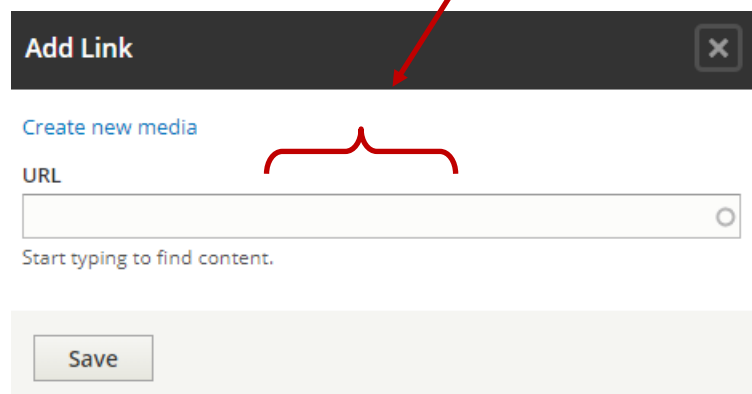 Add Link
Create new media
URL
Start typing to find content.
Save